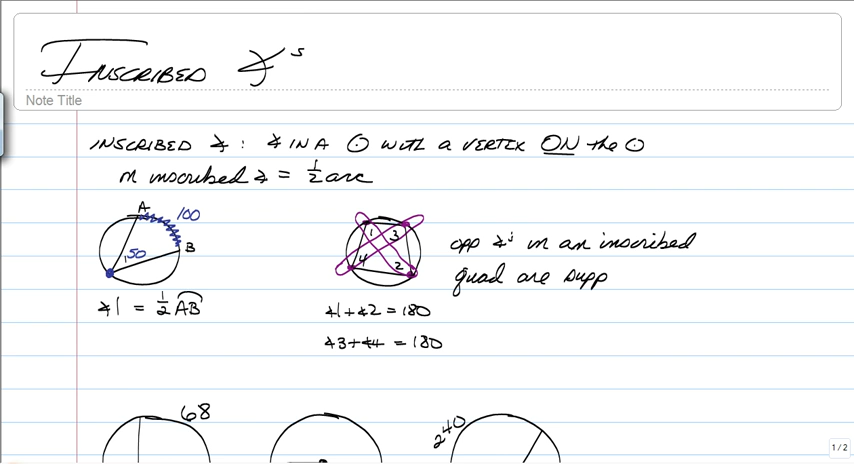 INSCRIBED ∡s
Note Title
INSCRIBED ∡: ∡ IN A ⊙ WITH A VERTEX ON the ⊙
m inscribed ∡ = 1/2 arc
A 100
50 B
1 3
4 2
opp ∡s in an inscribed
quad are supp
∡1 = 1/2 AB
∡1+∡2 = 180
∡3+∡4 = 180
68
240
1/2